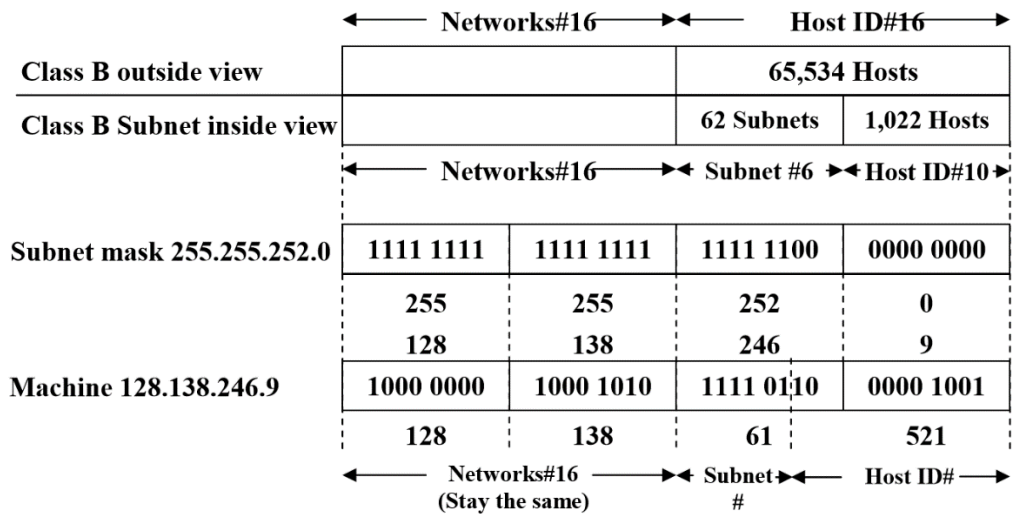 Networks#16 Host ID#16
Class B outside view 65,534 Hosts
Class B Subnet inside view 62 Subnets 1,022 Hosts
Networks#16 Subnet #6 Host ID#10
Subnet mask 255.255.252.0 1111 1111 1111 1111 1111 1100 0000 0000
255 255 252 0
128 138 246 9
Machine 128.138.246.9 1000 0000 1000 1010 1111 0110 0000 1001
128 138 61 521
Networks#16 Subnet Host ID#
(Stay the same) #